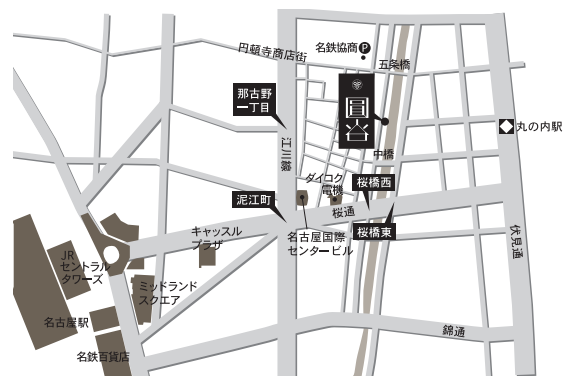 円頓寺商店街
名鉄協商
P
五条橋
那古野
一丁目
丸の内駅
江川線
中橋
ダイコク
電機
桜橋西
泥江町
桜通
キャッスル
プラザ
名古屋国際
センタービル
桜橋東
伏見通
JR
セントラル
タワーズ
ミッドランド
スクエア
名古屋駅
錦通
名鉄百貨店